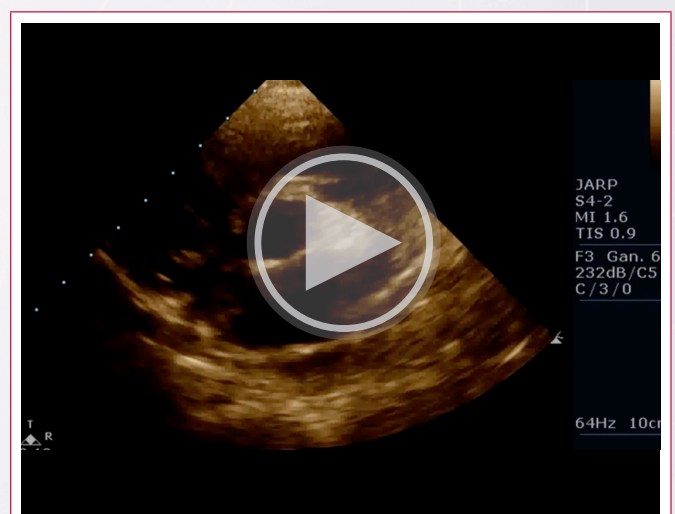 JARP
S4-2
MI 1.6
TIS 0.9
F3 Gan. 6
232dB/C5
C/3/0
T
R
64Hz 10cm